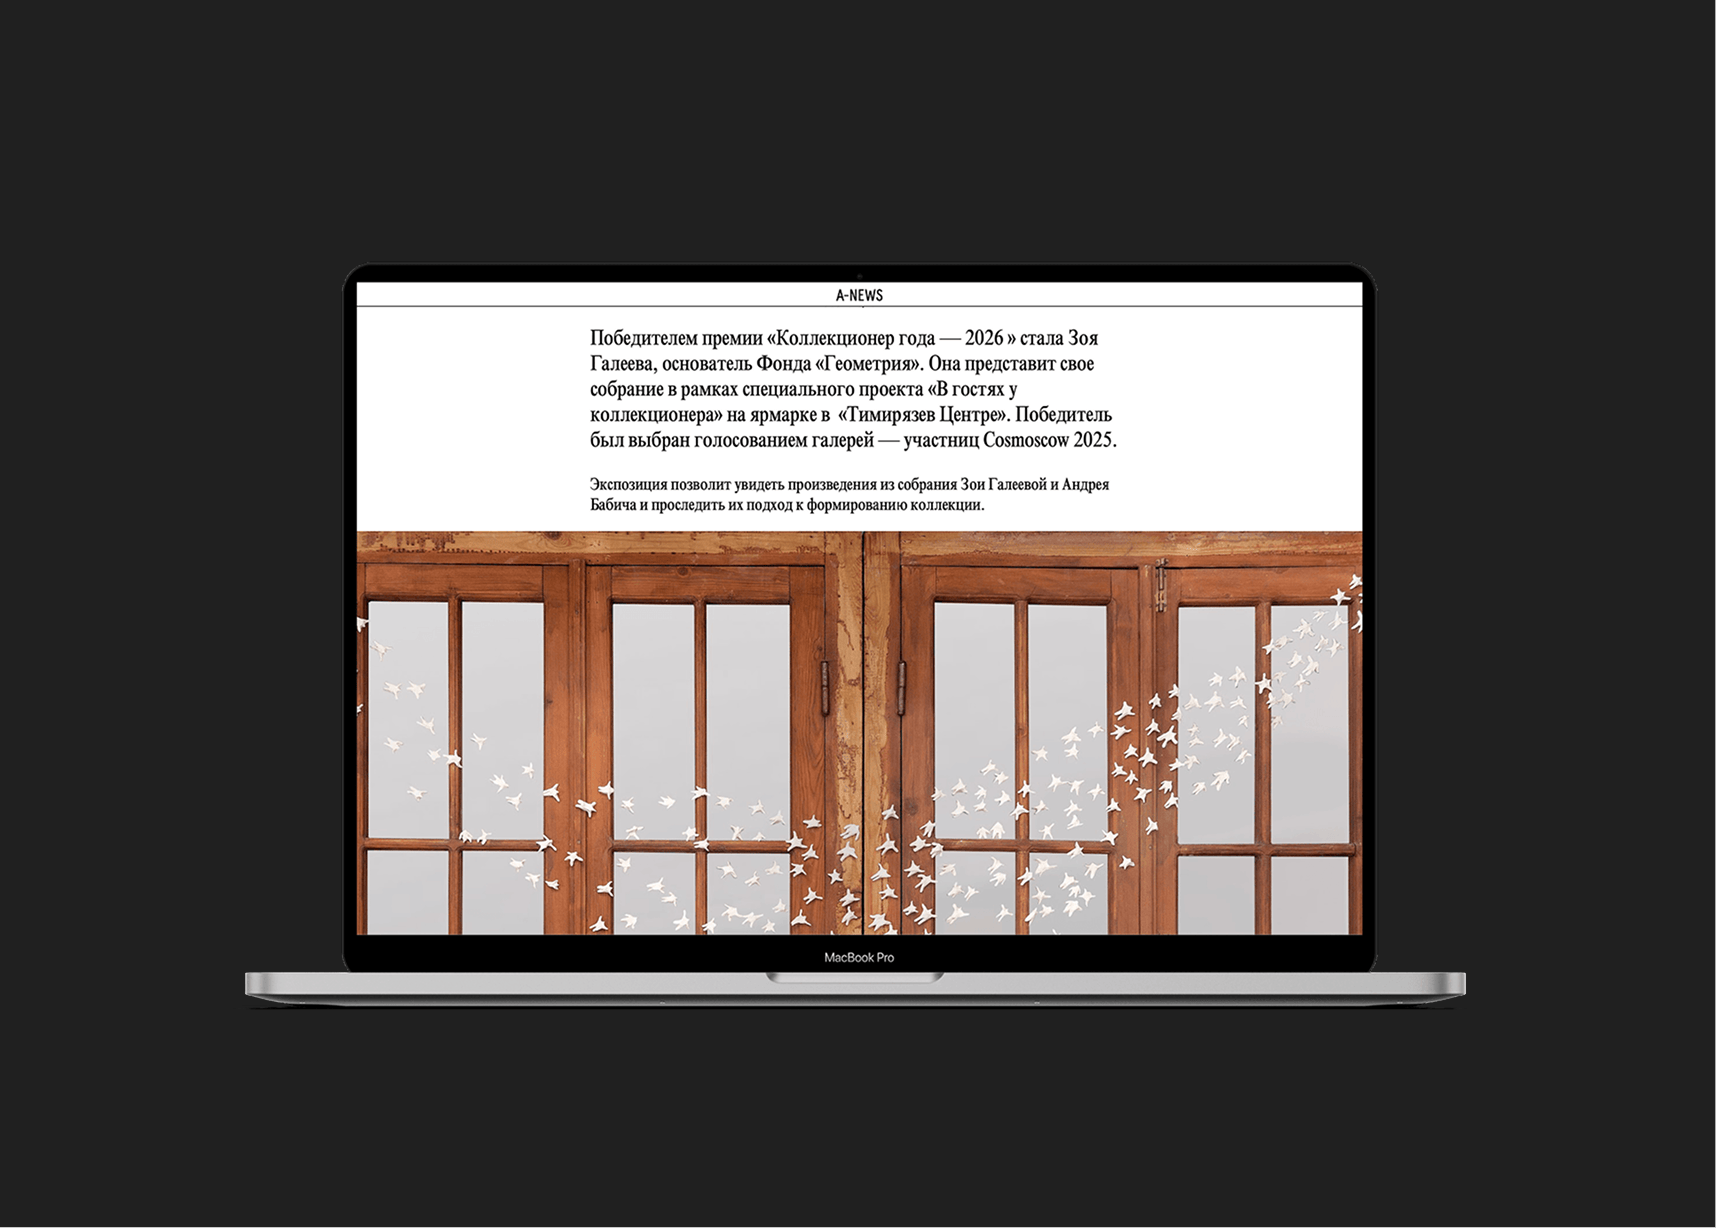 A-NEWS
Победителем премии «Коллекционер года — 2026 » стала Зоя
Галеева, основатель Фонда «Геометрия». Она представит свое
собрание в рамках специального проекта «В гостях у
коллекционера» на ярмарке в  «Тимирязев Центре». Победитель
был выбран голосованием галерей — участниц Cosmoscow 2025.
Экспозиция позволит увидеть произведения из собрания Зои Галеевой и Андрея
Бабича и проследить их подход к формированию коллекции.
MacBook Pro